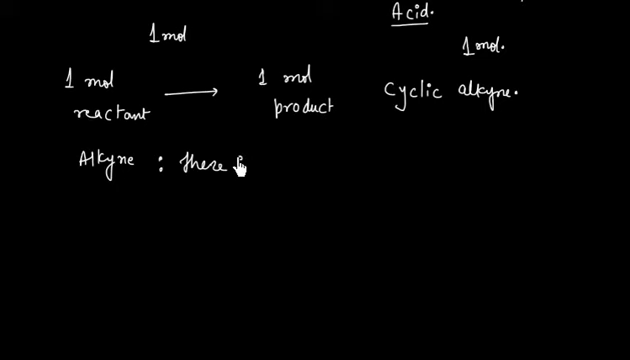 Acid.
1 mol
1 mol.
1 mol reactant → 1 mol product
Cyclic alkyne.
Alkyne : there